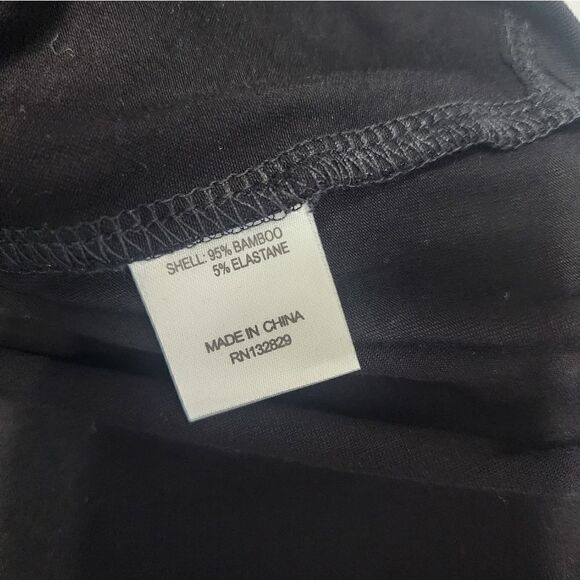 SHELL: 95% BAMBOO
5% ELASTANE
MADE IN CHINA
RN132829